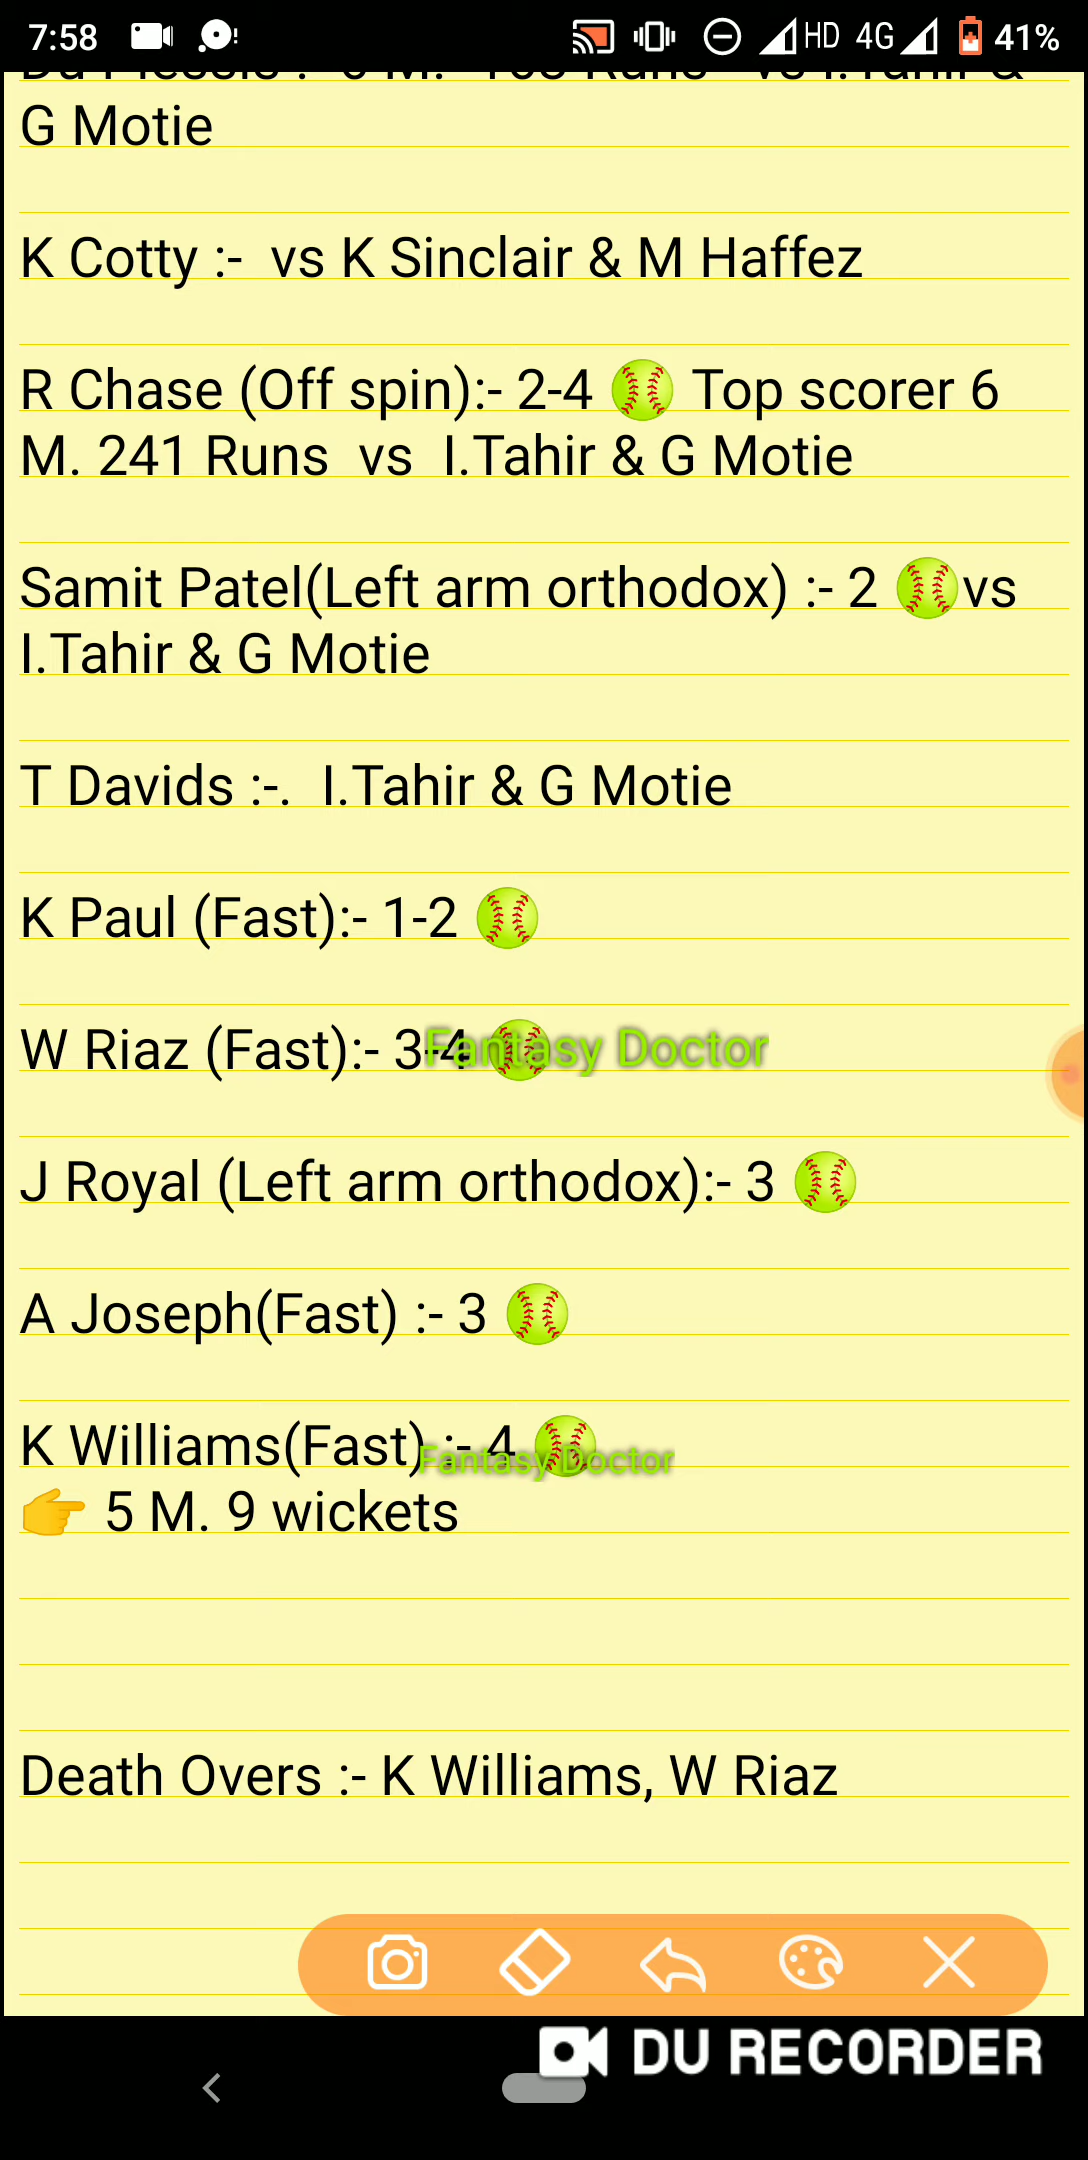 7:58 HD 4G 41%
G Motie
K Cotty :- vs K Sinclair & M Haffez
R Chase (Off spin):- 2-4 🥎 Top scorer 6
M. 241 Runs vs I.Tahir & G Motie
Samit Patel(Left arm orthodox) :- 2 🥎vs
I.Tahir & G Motie
T Davids :-. I.Tahir & G Motie
K Paul (Fast):- 1-2 🥎
W Riaz (Fast):- 3-4 🥎
Fantasy Doctor
J Royal (Left arm orthodox):- 3 🥎
A Joseph(Fast) :- 3 🥎
K Williams(Fast) :- 4 🥎
Fantasy Doctor
👉 5 M. 9 wickets
Death Overs :- K Williams, W Riaz
DU RECORDER